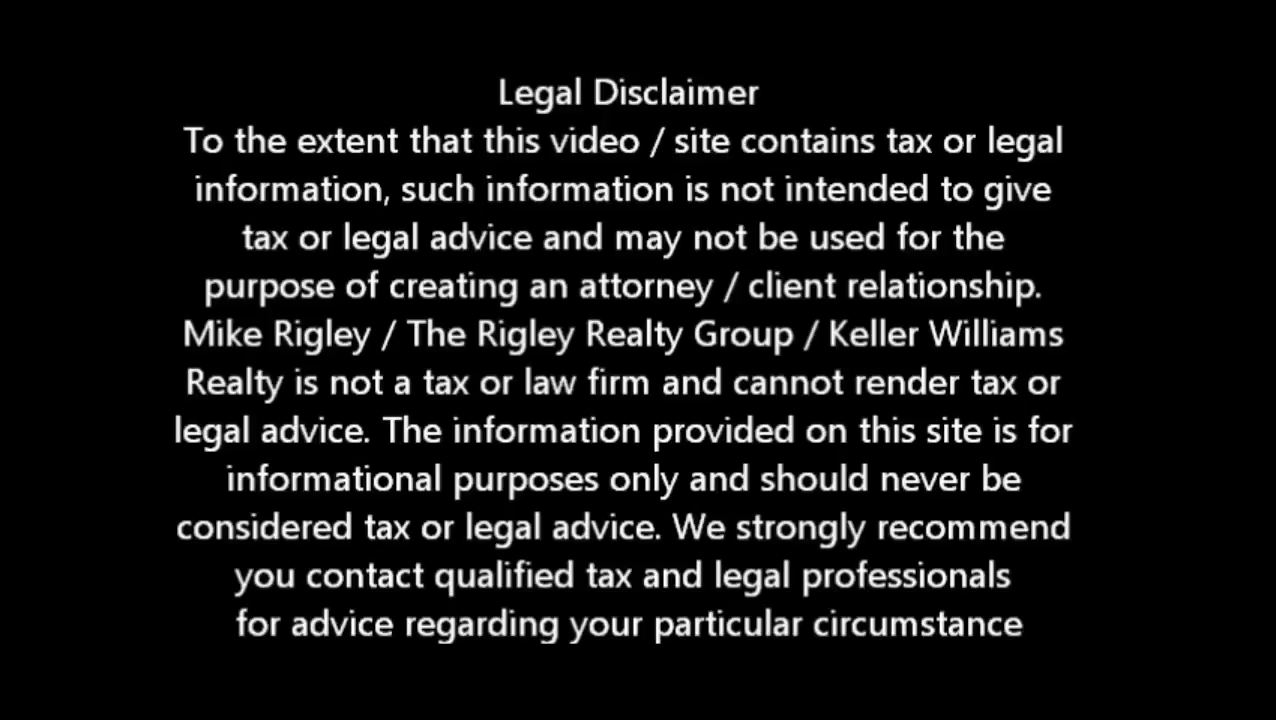 Legal Disclaimer
To the extent that this video / site contains tax or legal
information, such information is not intended to give
tax or legal advice and may not be used for the
purpose of creating an attorney / client relationship.
Mike Rigley / The Rigley Realty Group / Keller Williams
Realty is not a tax or law firm and cannot render tax or
legal advice. The information provided on this site is for
informational purposes only and should never be
considered tax or legal advice. We strongly recommend
you contact qualified tax and legal professionals
for advice regarding your particular circumstance